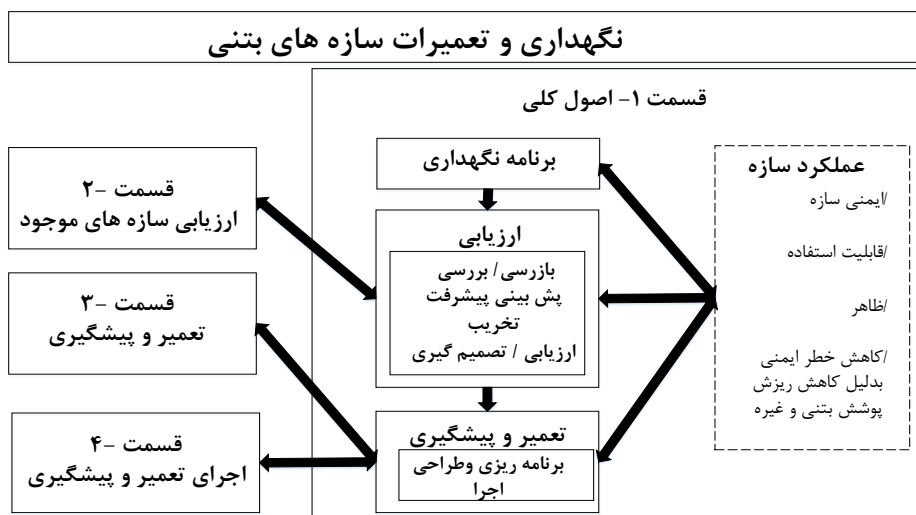 نگهداری و تعمیرات سازه های بتنی
قسمت ۱- اصول کلی
برنامه نگهداری
ارزیابی
بازرسی / بررسی
پش بینی پیشرفت
تخریب
ارزیابی / تصمیم گیری
تعمیر و پیشگیری
برنامه ریزی وطراحی
اجرا
عملکرد سازه
/ایمنی سازه
/قابلیت استفاده
/ظاهر
/کاهش خطر ایمنی
بدلیل کاهش ریزش
پوشش بتنی و غیره
قسمت –۲
ارزیابی سازه های موجود
قسمت –۳
تعمیر و پیشگیری
قسمت –۴
اجرای تعمیر و پیشگیری